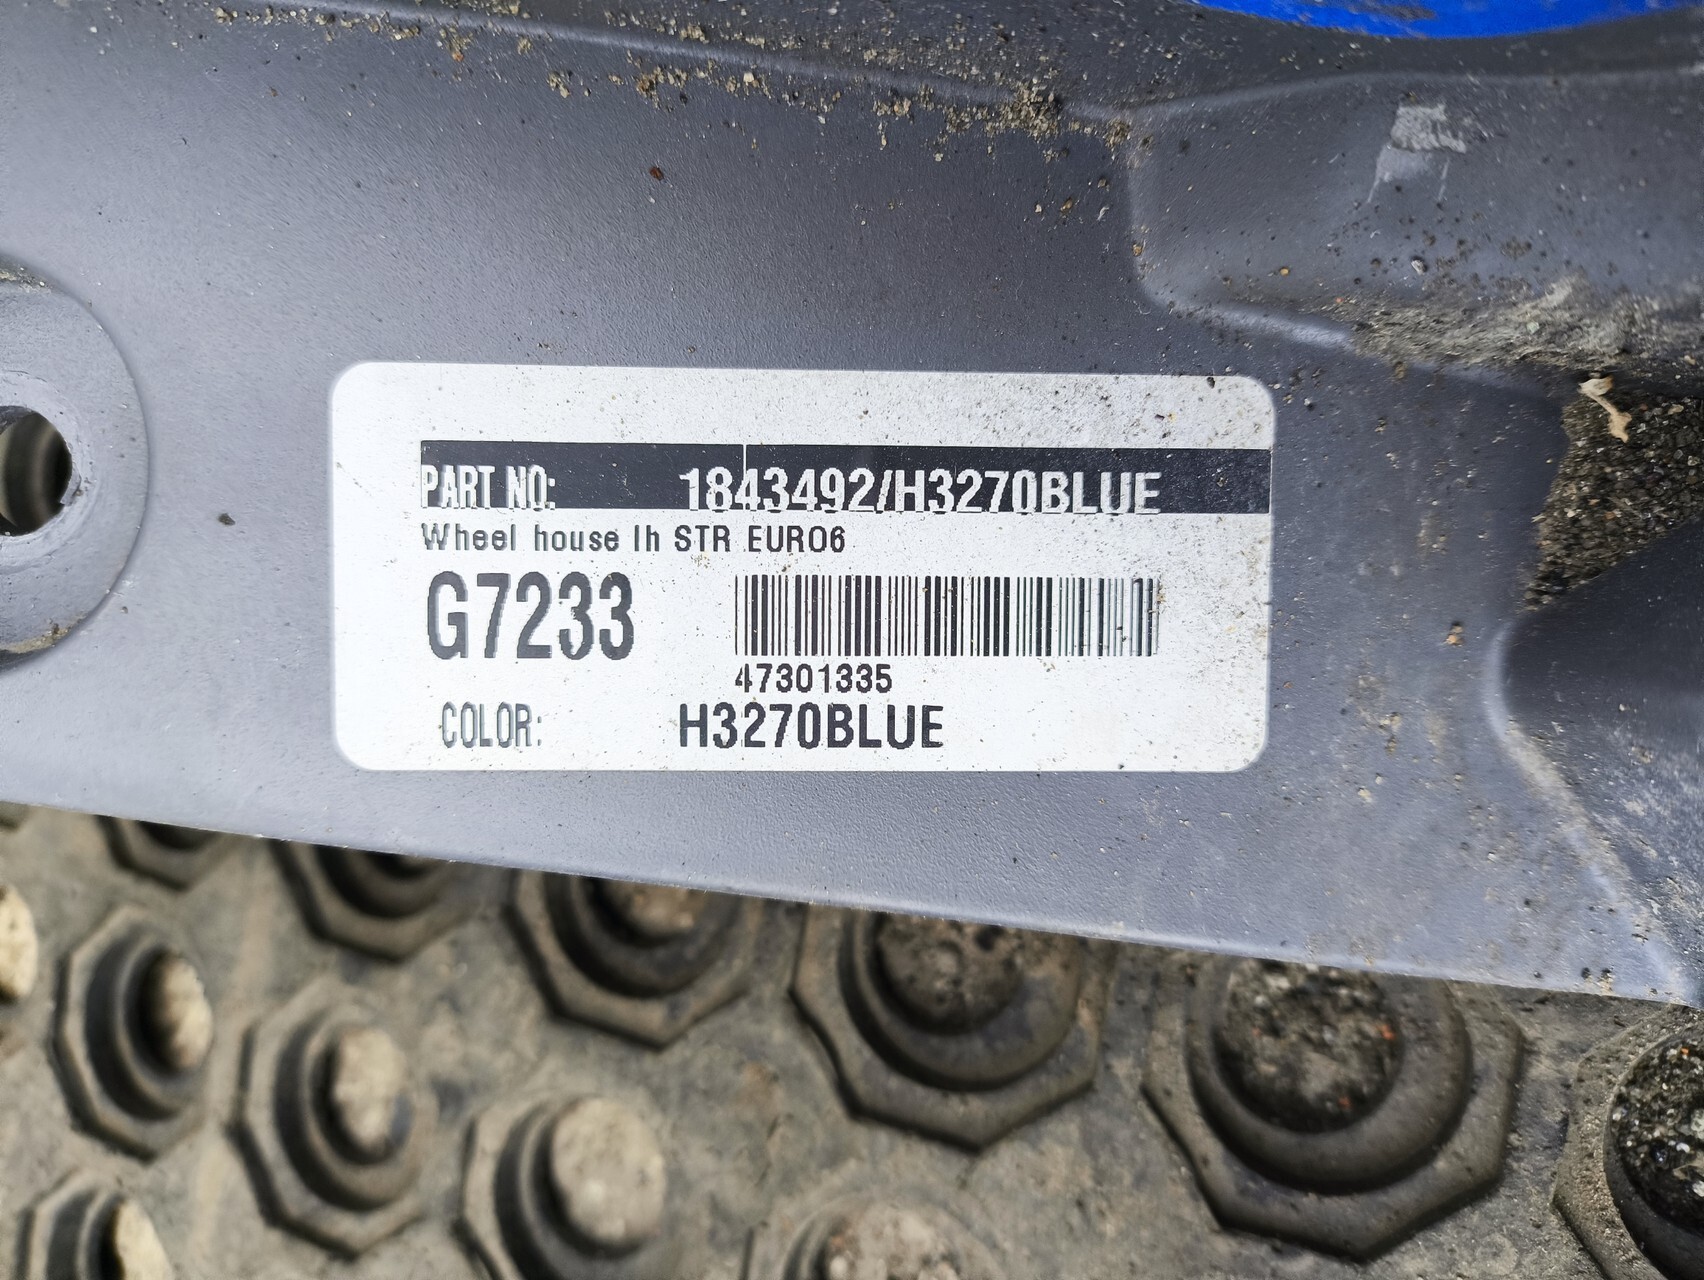 PART NO: 1843492/H3270BLUE
Wheel house lh STR EURO6
G7233
47301335
COLOR: H3270BLUE